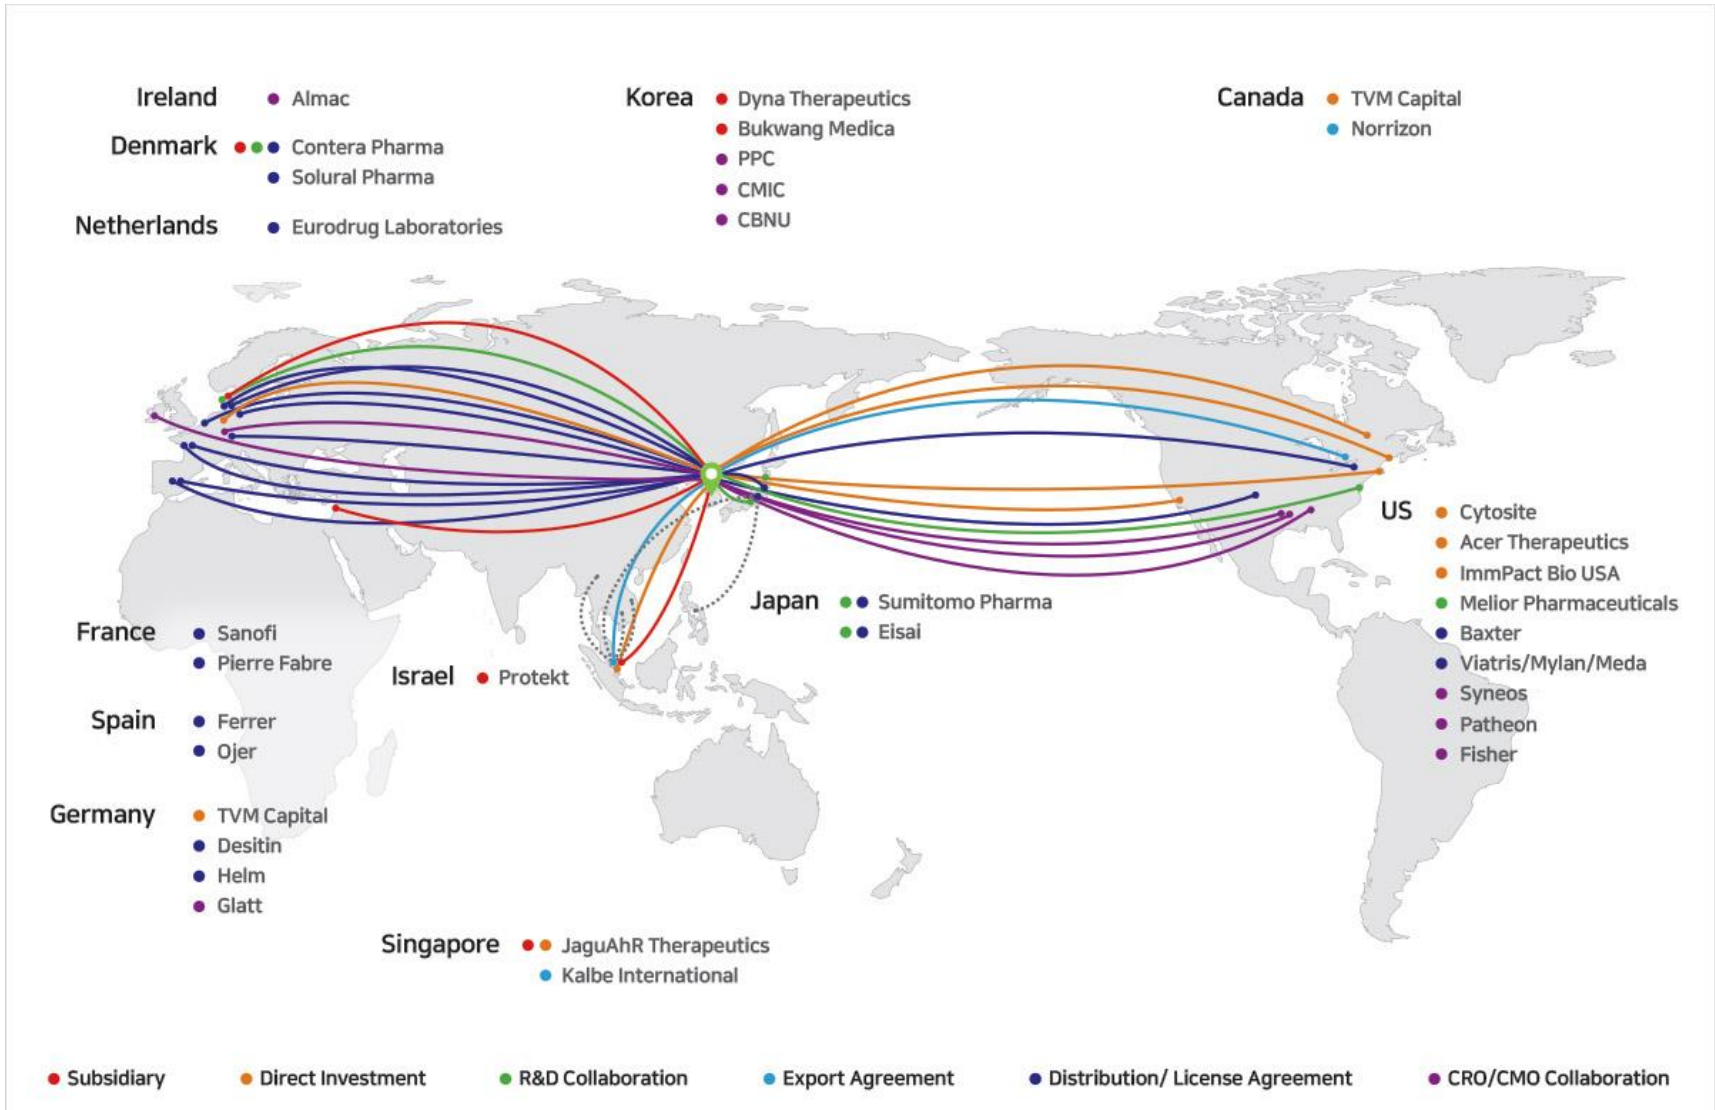 Ireland
Almac
Denmark
Contera Pharma
Solural Pharma
Netherlands
Eurodrug Laboratories
Korea
Dyna Therapeutics
Bukwang Medica
PPC
CMIC
CBNU
Canada
TVM Capital
Norrizon
US
Cytosite
Acer Therapeutics
ImmPact Bio USA
Melior Pharmaceuticals
Baxter
Viatris/Mylan/Meda
Syneos
Patheon
Fisher
Japan
Sumitomo Pharma
Eisai
France
Sanofi
Pierre Fabre
Israel
Protekt
Spain
Ferrer
Ojer
Germany
TVM Capital
Desitin
Helm
Glatt
Singapore
JaguAhR Therapeutics
Kalbe International
Subsidiary
Direct Investment
R&D Collaboration
Export Agreement
Distribution/ License Agreement
CRO/CMO Collaboration